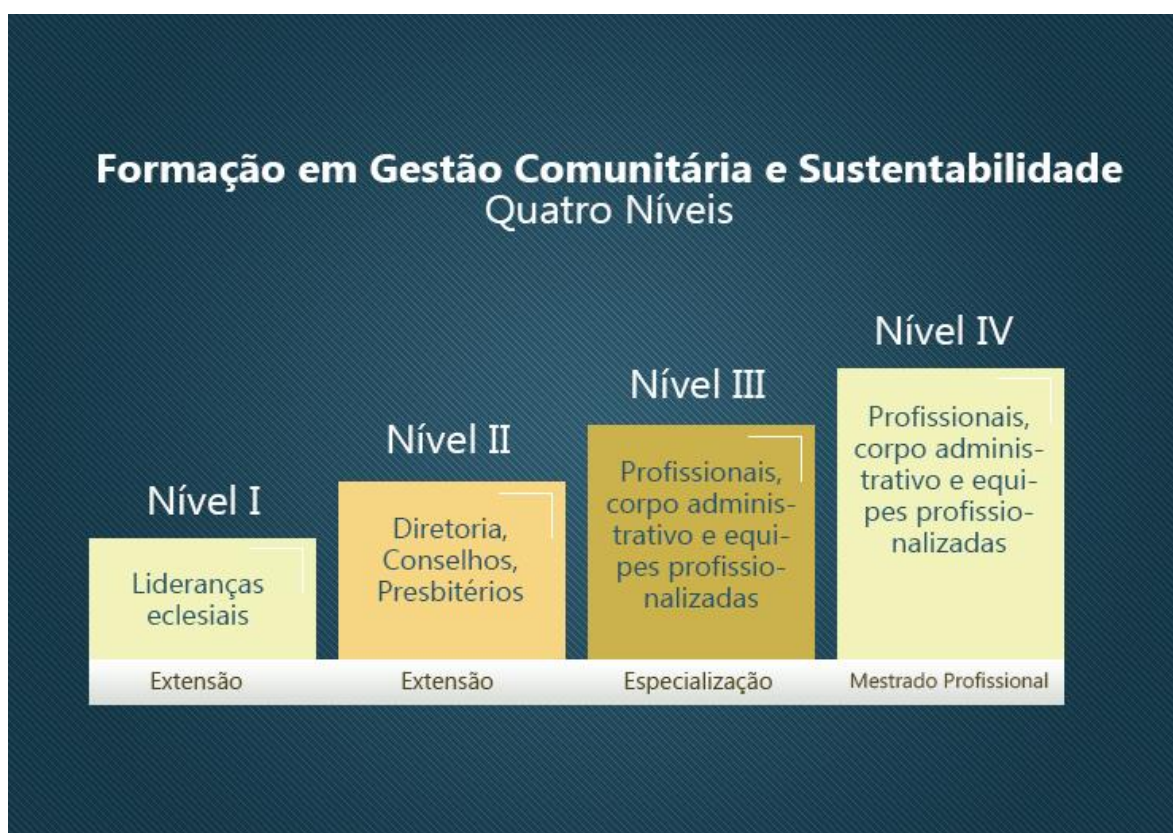 Formação em Gestão Comunitária e Sustentabilidade
Quatro Níveis
Nível I
Lideranças
eclesiais
Extensão
Nível II
Diretoria,
Conselhos,
Presbitérios
Extensão
Nível III
Profissionais,
corpo adminis-
trativo e equi-
pes profissio-
nalizadas
Especialização
Nível IV
Profissionais,
corpo adminis-
trativo e equi-
pes profissio-
nalizadas
Mestrado Profissional